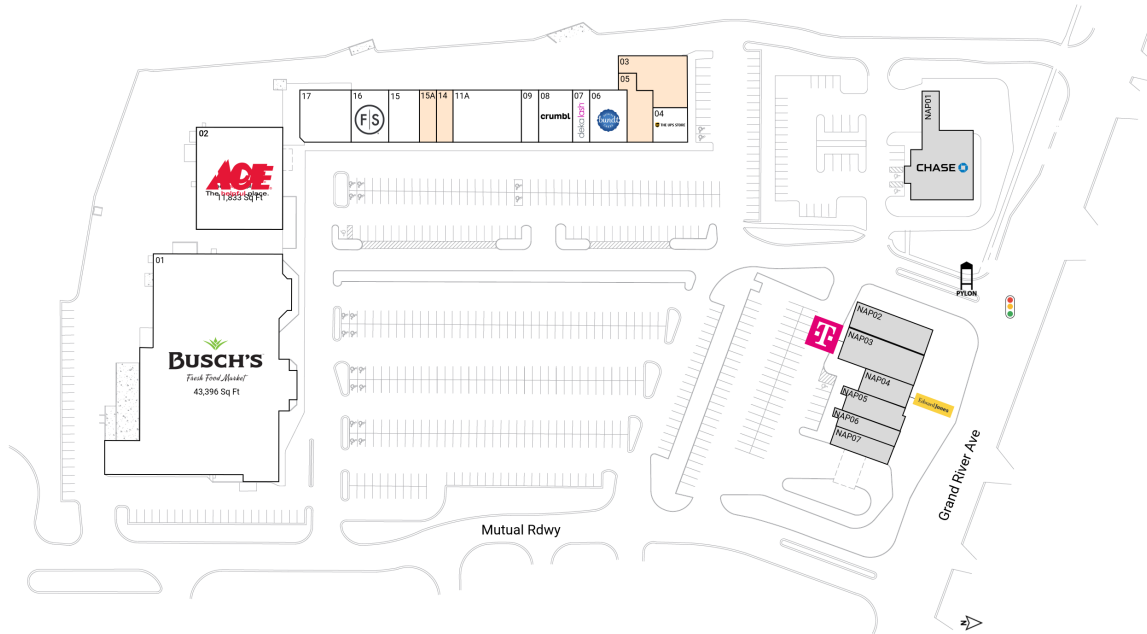 03
05
17
16
15
15A
14
11A
09
08
07
06
04
F|S
crumbl
dekalash
bundt
THE UPS STORE
NAP01
CHASE
02
ACE
The helpful place.
11,833 Sq Ft
01
BUSCH'S
Fresh Food Market
43,396 Sq Ft
PYLON
NAP02
NAP03
T
NAP04
NAP05
Edward Jones
NAP06
NAP07
Grand River Ave
Mutual Rdwy
N